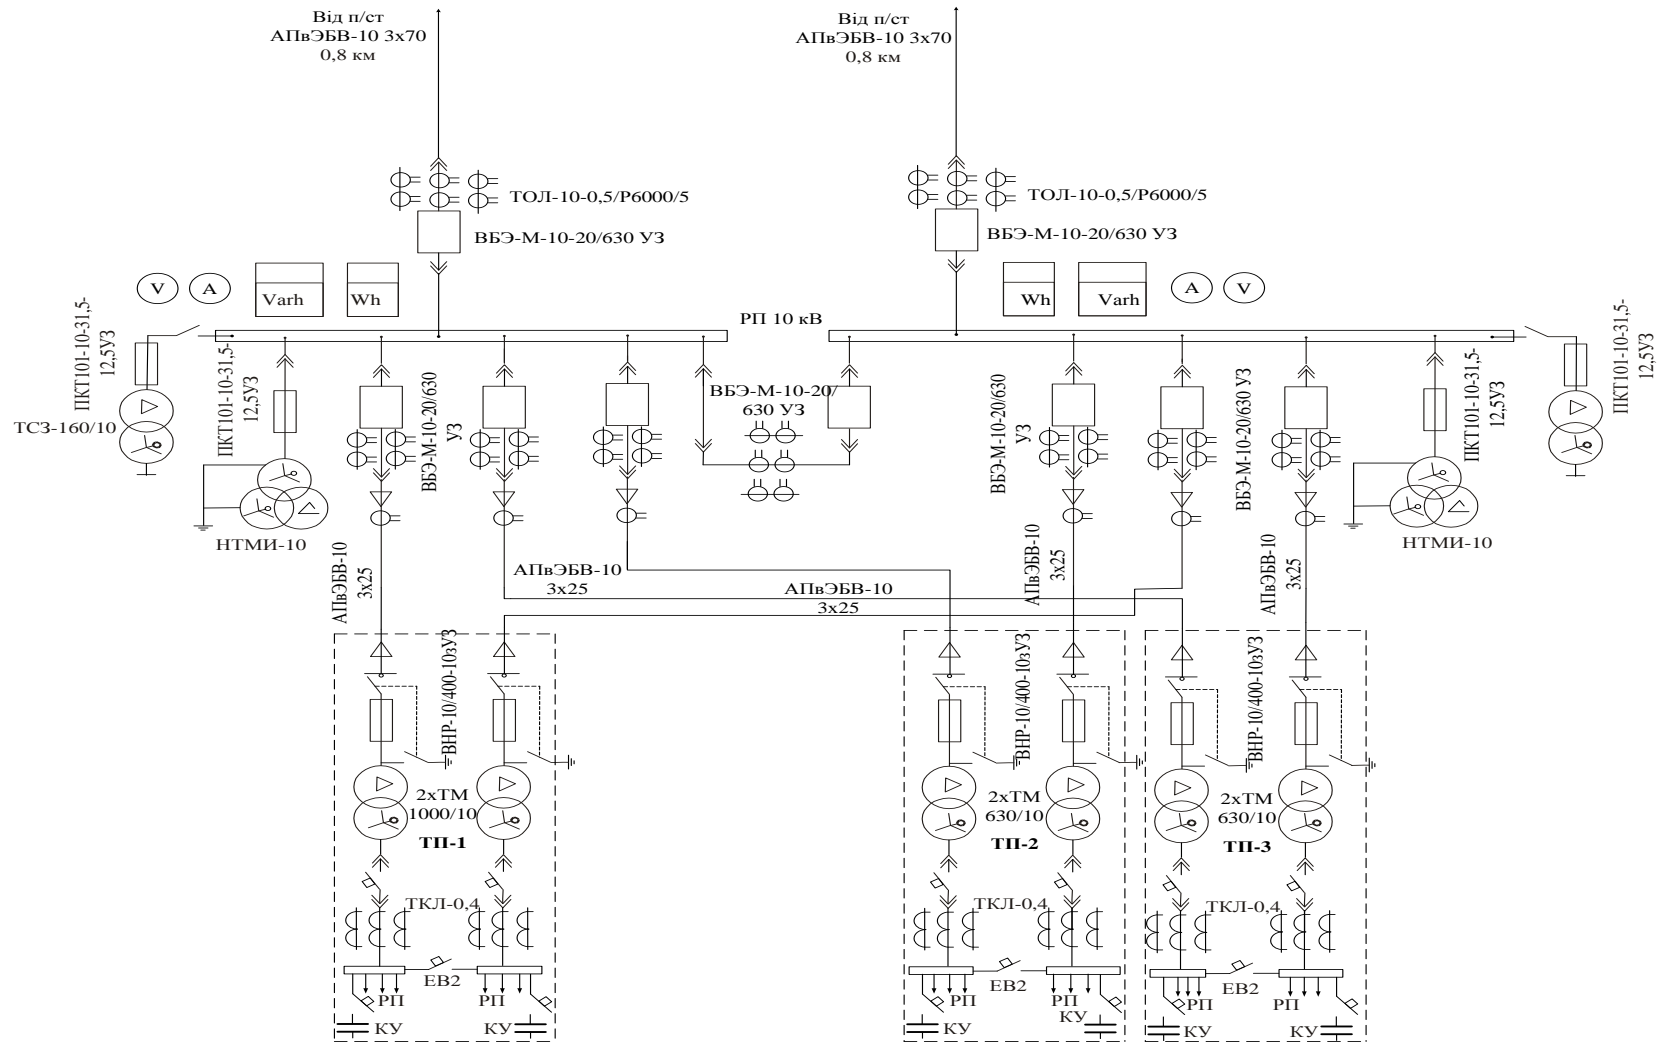 Від п/ст
АПвЭБВ-10 3х70
0,8 км
Від п/ст
АПвЭБВ-10 3х70
0,8 км
ТОЛ-10-0,5/Р6000/5
ТОЛ-10-0,5/Р6000/5
ВБЭ-М-10-20/630 УЗ
ВБЭ-М-10-20/630 УЗ
V
A
Varh
Wh
Wh
Varh
A
V
РП 10 кВ
ПКТ101-10-31,5-
12,5УЗ
ТСЗ-160/10
ПКТ101-10-31,5-
12,5УЗ
НТМИ-10
ВБЭ-М-10-20/630
УЗ
ВБЭ-М-10-20/
630 УЗ
ВБЭ-М-10-20/630
УЗ
ВБЭ-М-10-20/630 УЗ
ПКТ101-10-31,5-
12,5УЗ
ПКТ101-10-31,5-
12,5УЗ
НТМИ-10
АПвЭБВ-10
3х25
АПвЭБВ-10
3х25
АПвЭБВ-10
3х25
АПвЭБВ-10
3х25
АПвЭБВ-10
3х25
ВНР-10/400-10зУЗ
ВНР-10/400-10зУЗ
ВНР-10/400-10зУЗ
2хТМ
1000/10
ТП-1
2хТМ
630/10
ТП-2
2хТМ
630/10
ТП-3
ТКЛ-0,4
ТКЛ-0,4
ТКЛ-0,4
ЕВ2
ЕВ2
ЕВ2
РП
РП
РП
РП
РП
КУ
КУ
КУ
КУ
КУ
КУ